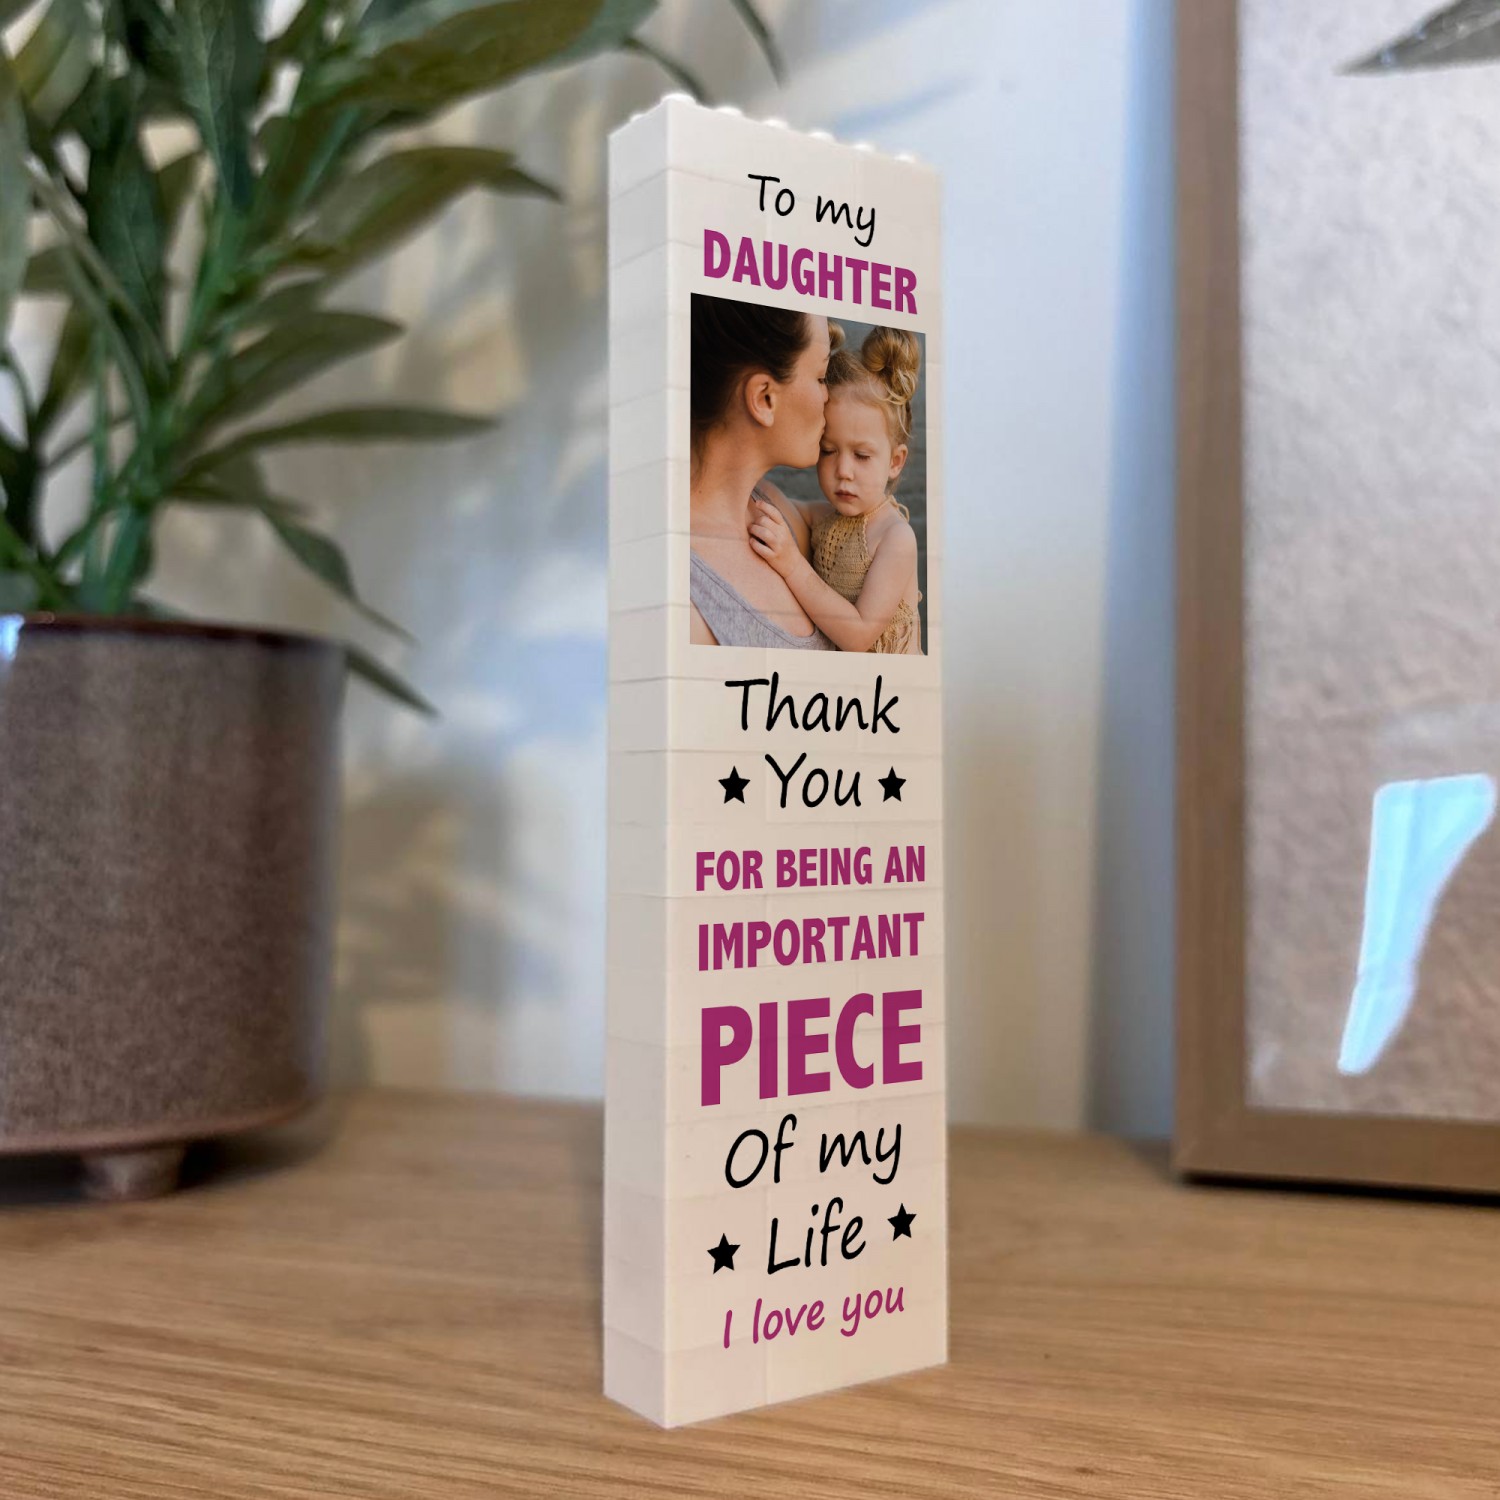 To my
DAUGHTER
Thank
You
FOR BEING AN
IMPORTANT
PIECE
Of my
Life
I love you